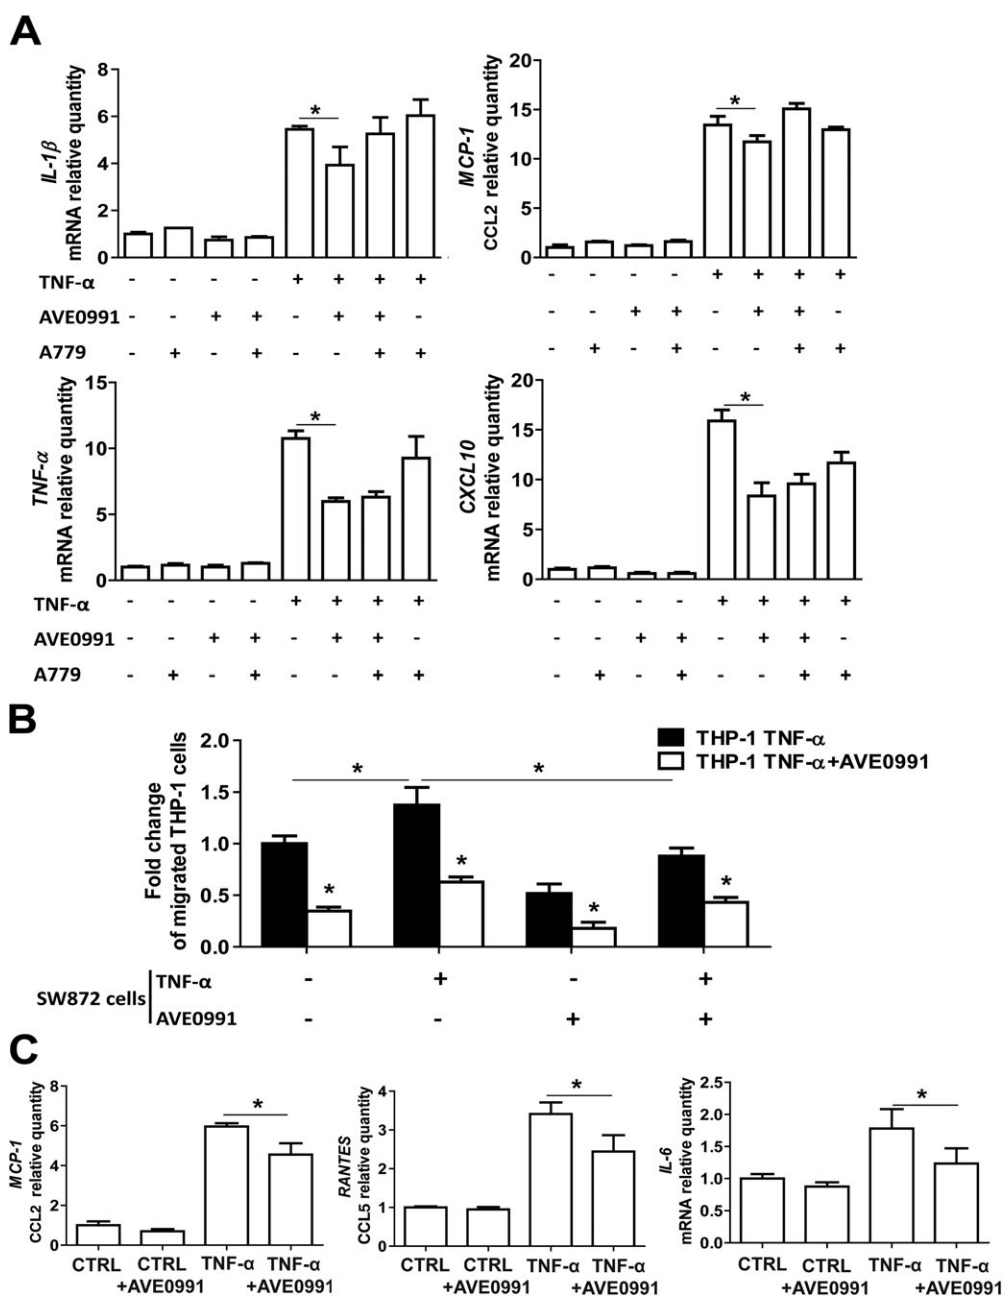 A
IL-1β
mRNA relative quantity
8
6
4
2
0
*
TNF-α - - - - + + + +
AVE0991 - - + + - + + -
A779 - + - + - - + +
MCP-1
CCL2 relative quantity
20
15
10
5
0
*
- - - - + + + +
- - + + - + + -
- + - + - - + +
TNF-α
mRNA relative quantity
15
10
5
0
*
TNF-α - - - - + + + +
AVE0991 - - + + - + + -
A779 - + - + - - + +
CXCL10
mRNA relative quantity
20
15
10
5
0
*
- - - - + + + +
- - + + - + + -
- + - + - - + +
B
Fold change
of migrated THP-1 cells
2.0
1.5
1.0
0.5
0.0
* *
* * * *
THP-1 TNF-α
THP-1 TNF-α+AVE0991
SW872 cells
TNF-α - + - +
AVE0991 - - + +
C
MCP-1
CCL2 relative quantity
8
6
4
2
0
*
CTRL CTRL TNF-α TNF-α
+AVE0991 +AVE0991
RANTES
CCL5 relative quantity
4
3
2
1
0
*
CTRL CTRL TNF-α TNF-α
+AVE0991 +AVE0991
IL-6
mRNA relative quantity
2.5
2.0
1.5
1.0
0.5
0.0
*
CTRL CTRL TNF-α TNF-α
+AVE0991 +AVE0991